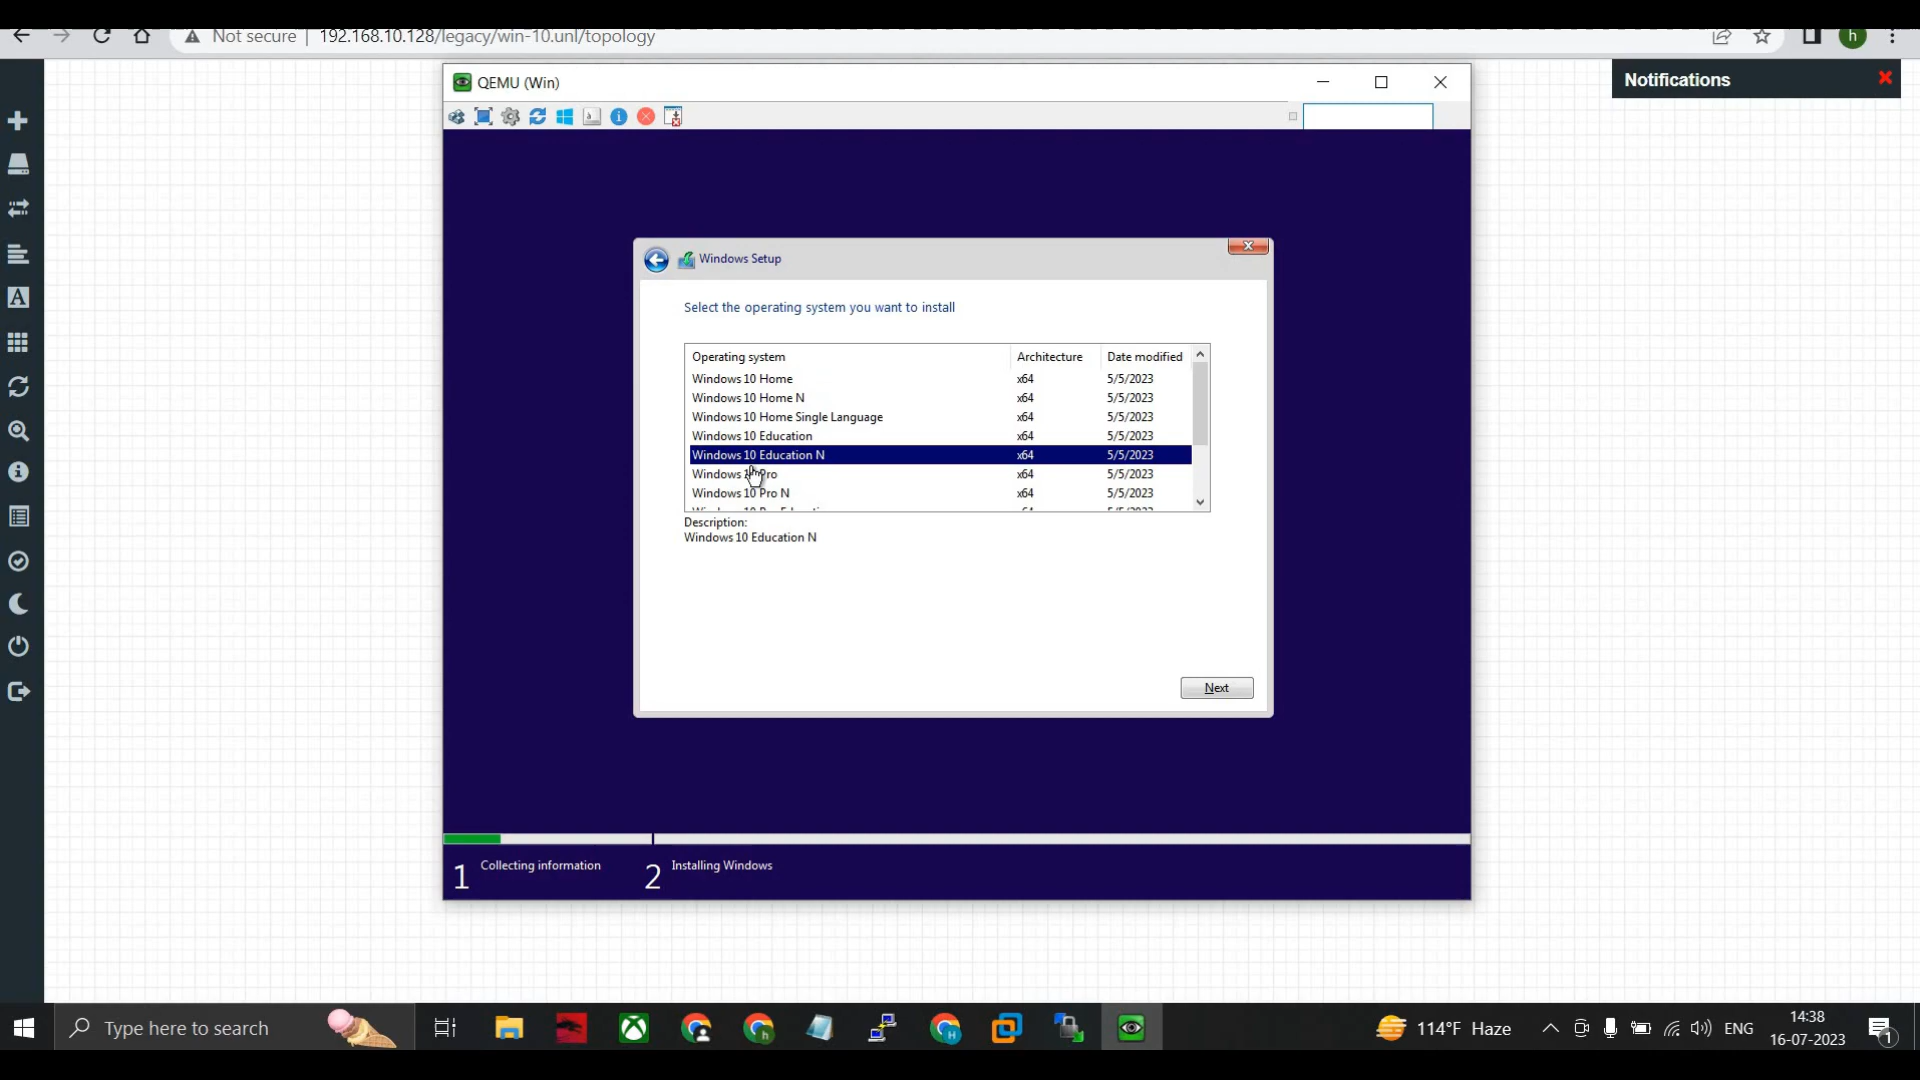 Not secure 192.168.10.128/legacy/win-10.unl/topology
h
QEMU (Win)
Notifications
Windows Setup
Select the operating system you want to install
Operating system Architecture Date modified
Windows 10 Home x64 5/5/2023
Windows 10 Home N x64 5/5/2023
Windows 10 Home Single Language x64 5/5/2023
Windows 10 Education x64 5/5/2023
Windows 10 Education N x64 5/5/2023
Windows 10 Pro x64 5/5/2023
Windows 10 Pro N x64 5/5/2023
Description:
Windows 10 Education N
Next
1 Collecting information 2 Installing Windows
Type here to search
114°F Haze
ENG
14:38
16-07-2023
1